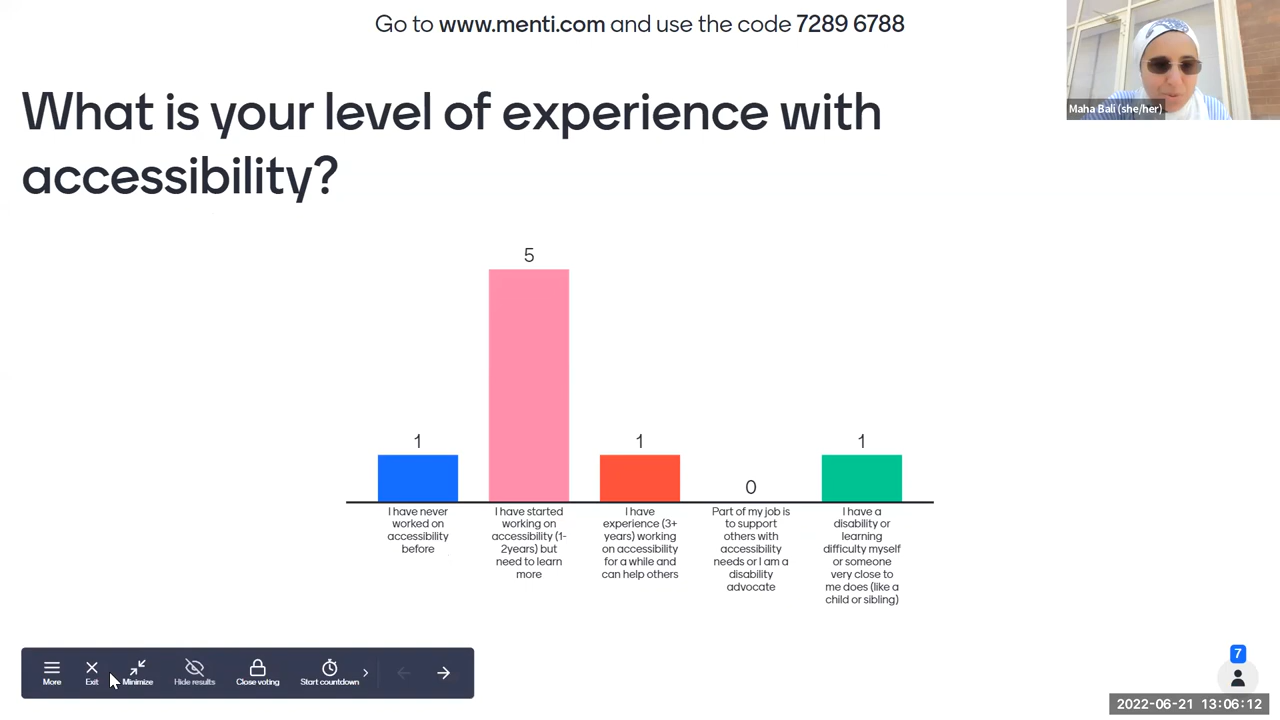 Go to www.menti.com and use the code 7289 6788
Maha Bali (she/her)
What is your level of experience with
accessibility?
5
1
1
0
1
I have never
worked on
accessibility
before
I have started
working on
accessibility (1-
2years) but
need to learn
more
I have
experience (3+
years) working
on accessibility
for a while and
can help others
Part of my job is
to support
others with
accessibility
needs or I am a
disability
advocate
I have a
disability or
learning
difficulty myself
or someone
very close to
me does (like a
child or sibling)
More
Exit
Minimize
Hide results
Close voting
Start countdown
7
2022-06-21 13:06:12